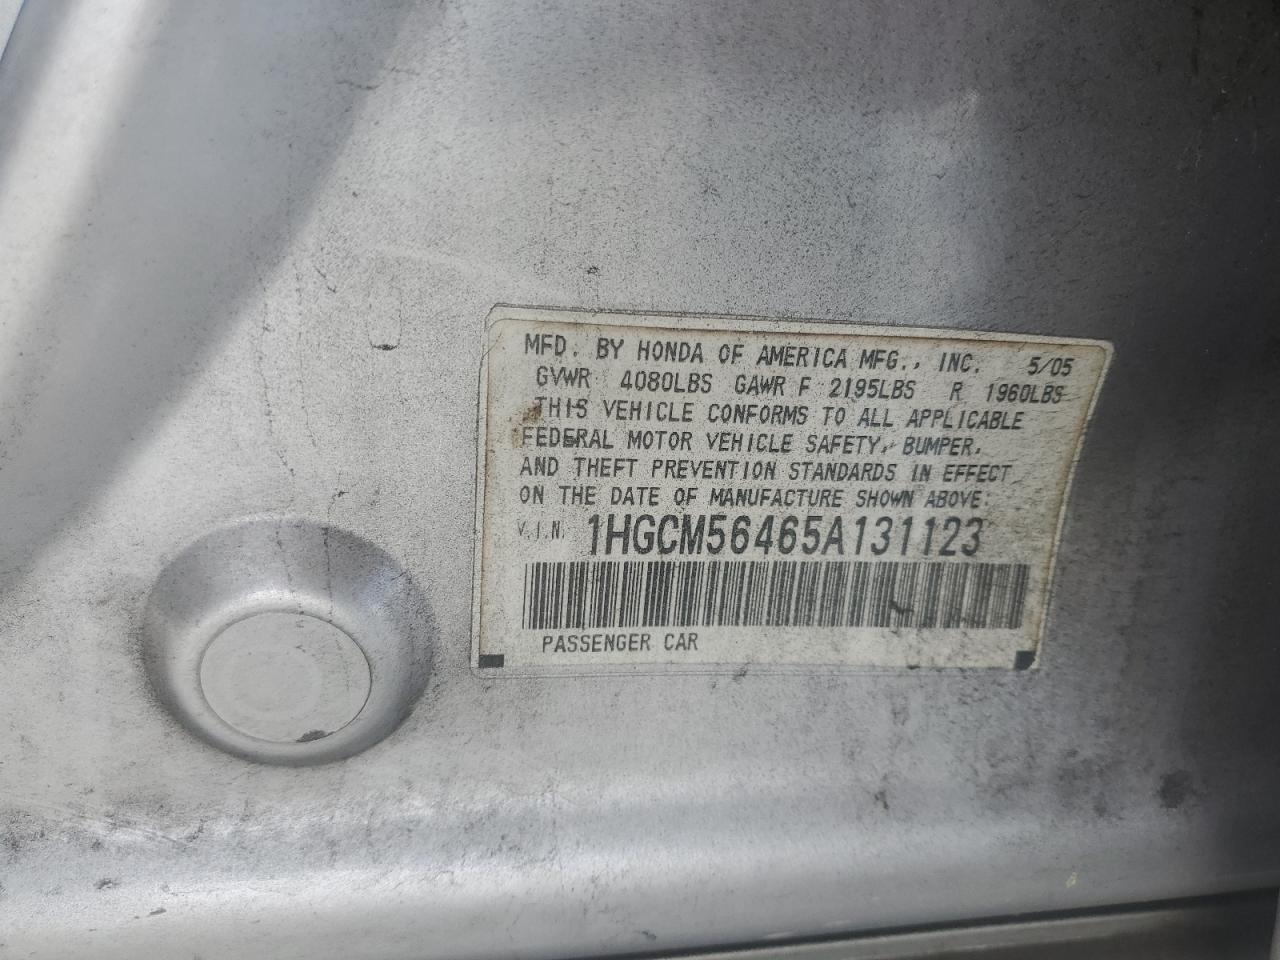 MFD. BY HONDA OF AMERICA MFG., INC. 5/05
GVWR 4080LBS GAWR F 2195LBS R 1960LBS
THIS VEHICLE CONFORMS TO ALL APPLICABLE
FEDERAL MOTOR VEHICLE SAFETY, BUMPER,
AND THEFT PREVENTION STANDARDS IN EFFECT
ON THE DATE OF MANUFACTURE SHOWN ABOVE.
V.I.N. 1HGCM56465A131123
PASSENGER CAR